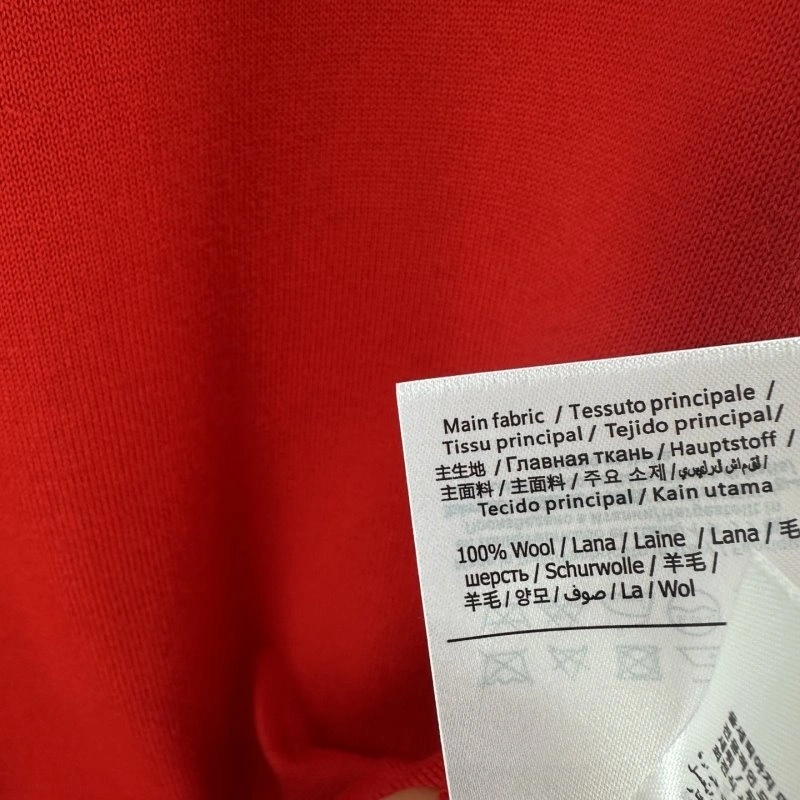 Main fabric / Tessuto principale /
Tissu principal / Tejido principal/
主生地 / Главная ткань / Hauptstoff /
主面料 / 主面料 / 주요 소제 /
Tecido principal / Kain utama
100% Wool / Lana / Laine / Lana / 毛
шерсть / Schurwolle / 羊毛 /
羊毛 / 양모 / صوف / La / Wol